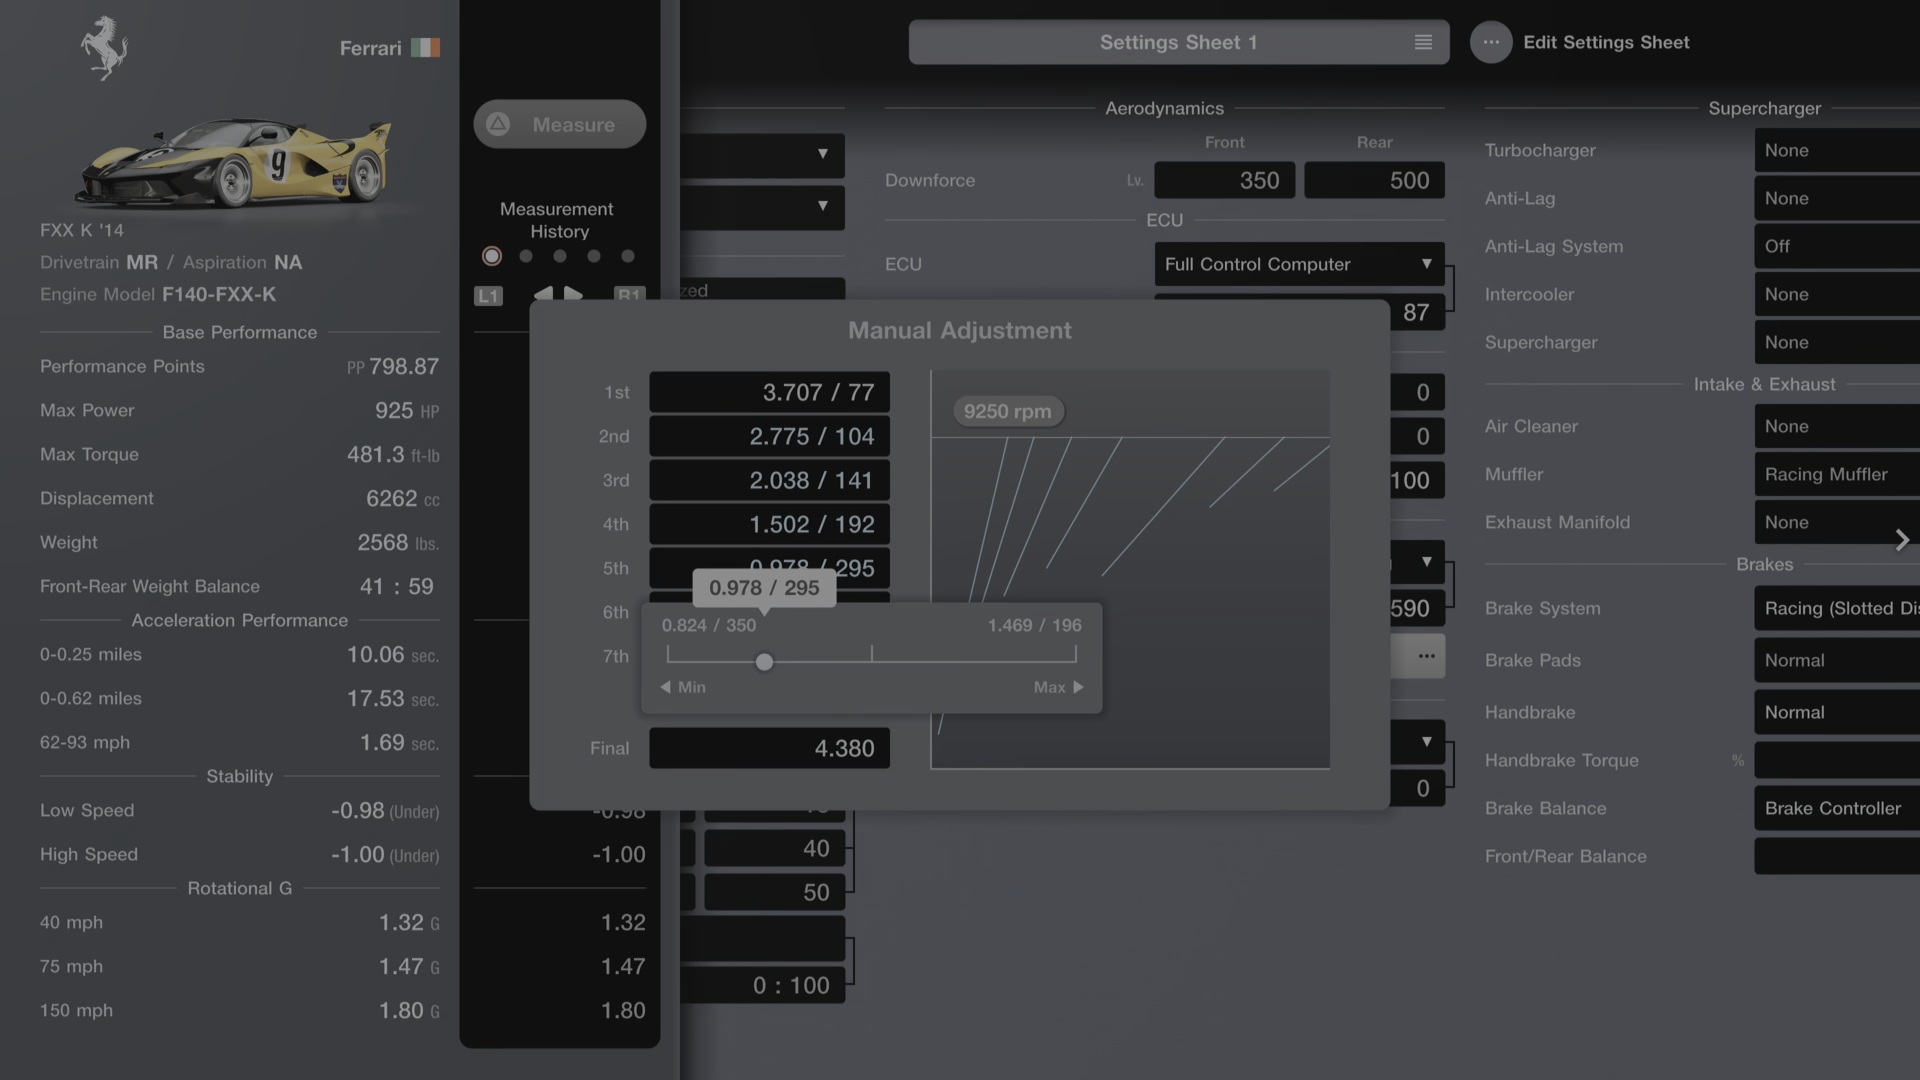 Ferrari
FXX K '14
Drivetrain MR / Aspiration NA
Engine Model F140-FXX-K
Base Performance
Performance Points PP 798.87
Max Power 925 HP
Max Torque 481.3 ft-lb
Displacement 6262 cc
Weight 2568 lbs.
Front-Rear Weight Balance 41 : 59
Acceleration Performance
0-0.25 miles 10.06 sec.
0-0.62 miles 17.53 sec.
62-93 mph 1.69 sec.
Stability
Low Speed -0.98 (Under)
High Speed -1.00 (Under)
Rotational G
40 mph 1.32 G
75 mph 1.47 G
150 mph 1.80 G
9
Measure
Measurement
History
L1 R1
-0.98
-1.00
1.32
1.47
1.80
Settings Sheet 1
Edit Settings Sheet
zed
40
50
0 : 100
Aerodynamics
Front Rear
Downforce Lv. 350 500
ECU
ECU Full Control Computer
87
0
0
100
590
0
Manual Adjustment
1st 3.707 / 77
2nd 2.775 / 104
3rd 2.038 / 141
4th 1.502 / 192
5th 0.978 / 295
6th
7th
Final 4.380
0.978 / 295
0.824 / 350 1.469 / 196
Min Max
9250 rpm
Supercharger
Turbocharger None
Anti-Lag None
Anti-Lag System Off
Intercooler None
Supercharger None
Intake & Exhaust
Air Cleaner None
Muffler Racing Muffler
Exhaust Manifold None
Brakes
Brake System Racing (Slotted Dis
Brake Pads Normal
Handbrake Normal
Handbrake Torque %
Brake Balance Brake Controller
Front/Rear Balance